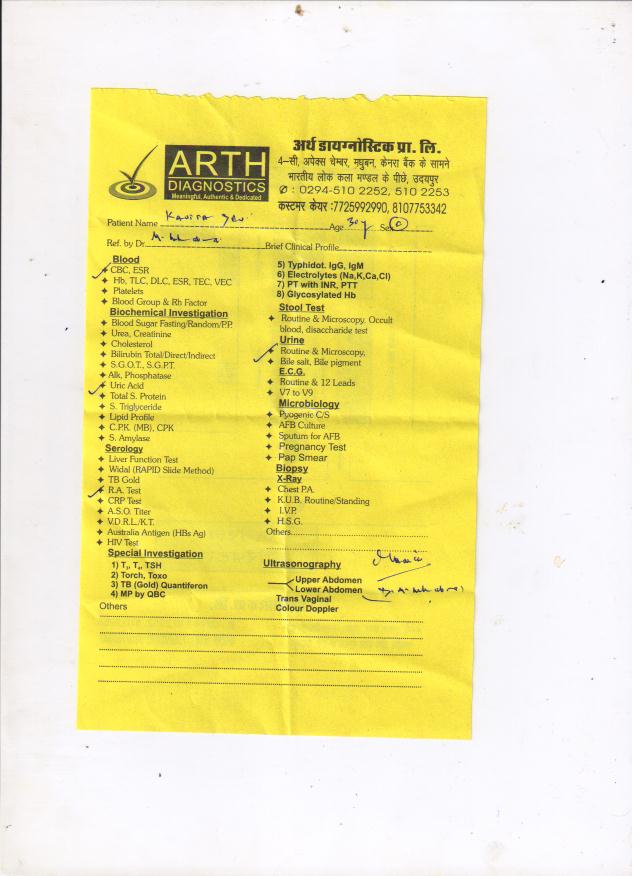 ARTH
DIAGNOSTICS
Meaningful, Authentic & Dedicated
अर्थ डायग्नोस्टिक प्रा. लि.
4–सी, अपेक्स चेम्बर, मधुबन, केनरा बैंक के सामने
भारतीय लोक कला मण्डल के पीछे, उदयपुर
✆ : 0294-510 2252, 510 2253
कस्टमर केयर :7725992990, 8107753342
Patient Name Age 30y Sex
Ref. by Dr. Brief Clinical Profile
Blood
CBC, ESR
Hb, TLC, DLC, ESR, TEC, VEC
Platelets
Blood Group & Rh Factor
Biochemical Investigation
Blood Sugar Fasting/Random/P.P.
Urea, Creatinine
Cholesterol
Bilirubin Total/Direct/Indirect
S.G.O.T., S.G.P.T.
Alk, Phosphatase
Uric Acid
Total S. Protein
S. Triglyceride
Lipid Profile
C.P.K. (MB), CPK
S. Amylase
Serology
Liver Function Test
Widal (RAPID Slide Method)
TB Gold
R.A. Test
CRP Test
A.S.O. Titer
V.D.R.L./K.T.
Australia Antigen (HBs Ag)
HIV Test
Special Investigation
1) T3, T4, TSH
2) Torch, Toxo
3) TB (Gold) Quantiferon
4) MP by QBC
Others
5) Typhidot. IgG, IgM
6) Electrolytes (Na,K,Ca,Cl)
7) PT with INR, PTT
8) Glycosylated Hb
Stool Test
Routine & Microscopy. Occult
blood, disaccharide test
Urine
Routine & Microscopy,
Bile salt, Bile pigment
E.C.G.
Routine & 12 Leads
V7 to V9
Microbiology
Pyogenic C/S
AFB Culture
Sputum for AFB
Pregnancy Test
Pap Smear
Biopsy
X-Ray
Chest P.A.
K.U.B. Routine/Standing
I.V.P.
H.S.G.
Others
Ultrasonography
Upper Abdomen
Lower Abdomen
Trans Vaginal
Colour Doppler